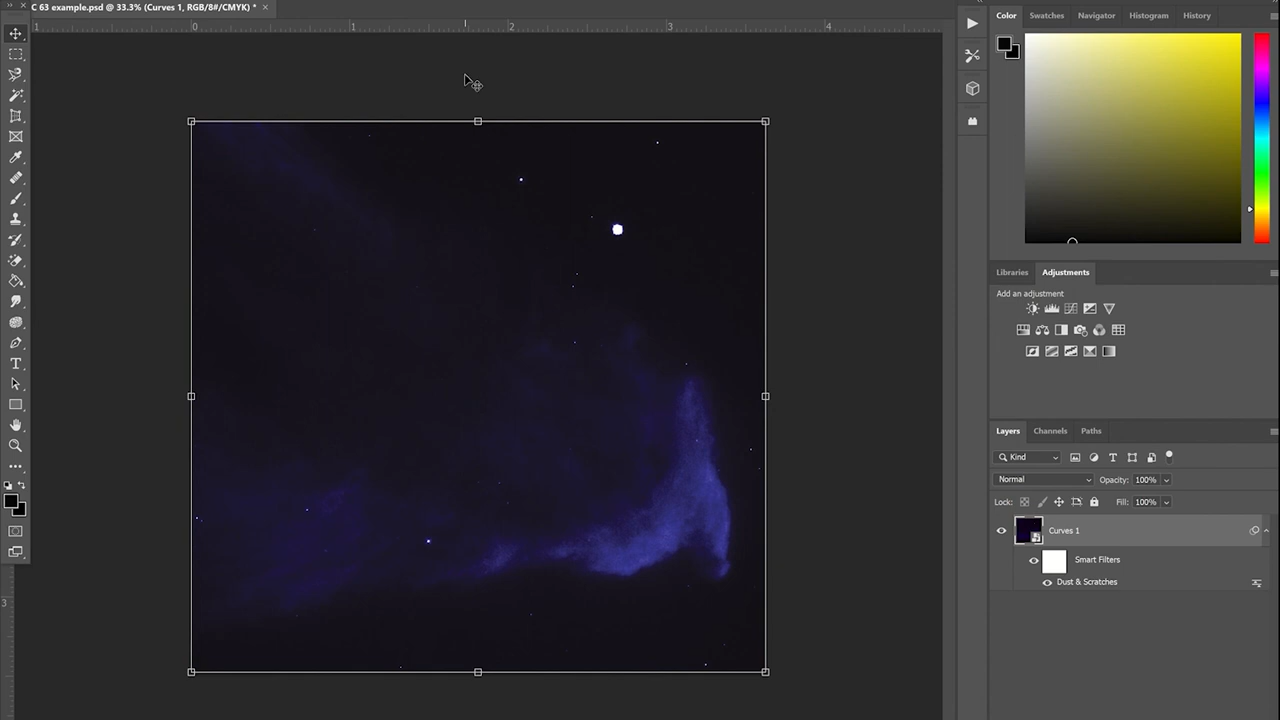 C 63 example.psd @ 33.3% (Curves 1, RGB/8#/CMYK) *
1 0 1 2 3 4
3
Color Swatches Navigator Histogram History
Libraries Adjustments
Add an adjustment
Layers Channels Paths
Kind
Normal Opacity: 100%
Lock: Fill: 100%
Curves 1
Smart Filters
Dust & Scratches